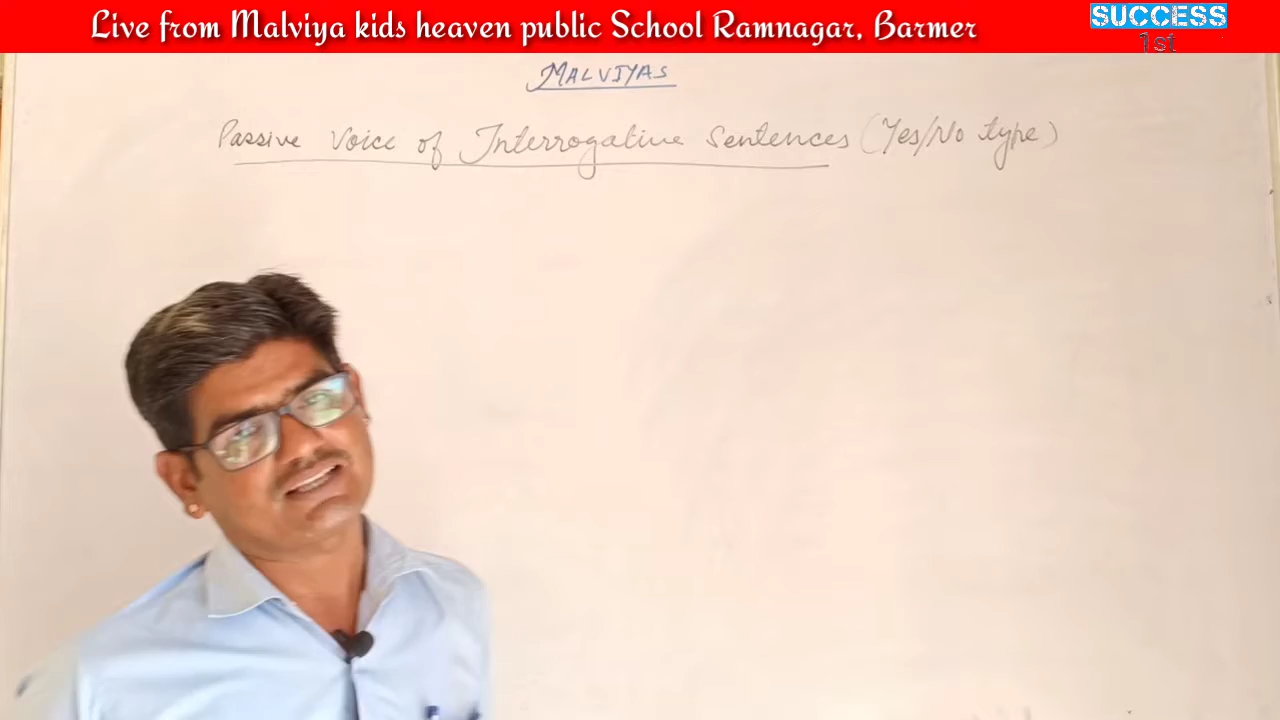 Live from Malviya kids heaven public School Ramnagar, Barmer
SUCCESS
1st
MALVIYAS
Passive Voice of Interrogative Sentences (Yes/No type)